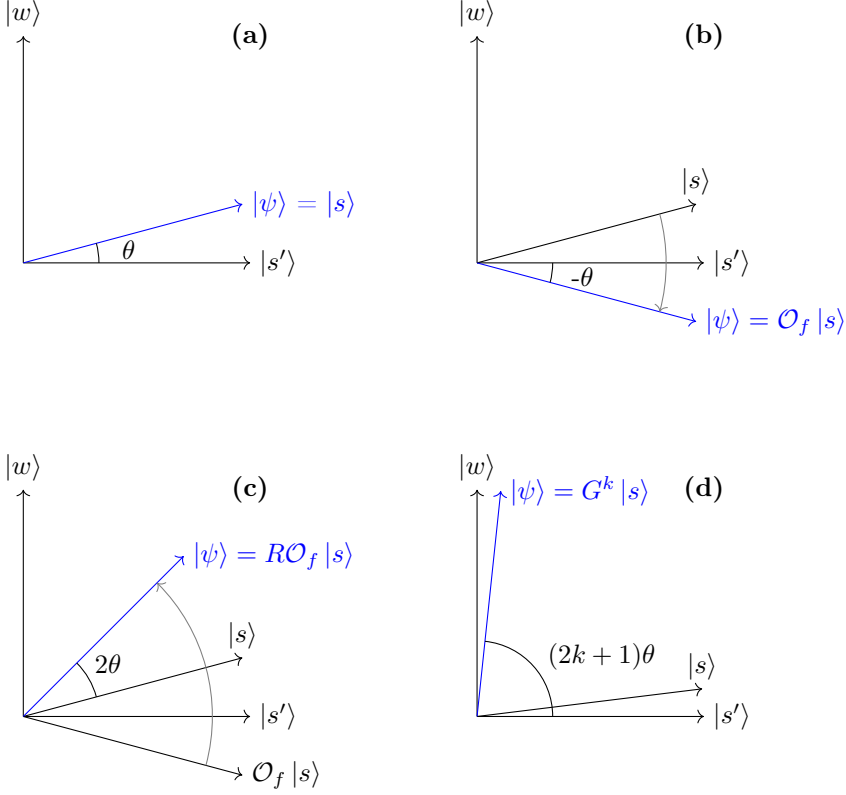 |w⟩
(a)
|ψ⟩ = |s⟩
θ
|s′⟩
|w⟩
(b)
|s⟩
|s′⟩
-θ
|ψ⟩ = 𝒪_f |s⟩
|w⟩
(c)
|ψ⟩ = R𝒪_f |s⟩
|s⟩
2θ
|s′⟩
𝒪_f |s⟩
|w⟩
|ψ⟩ = G^k |s⟩
(d)
(2k + 1)θ
|s⟩
|s′⟩